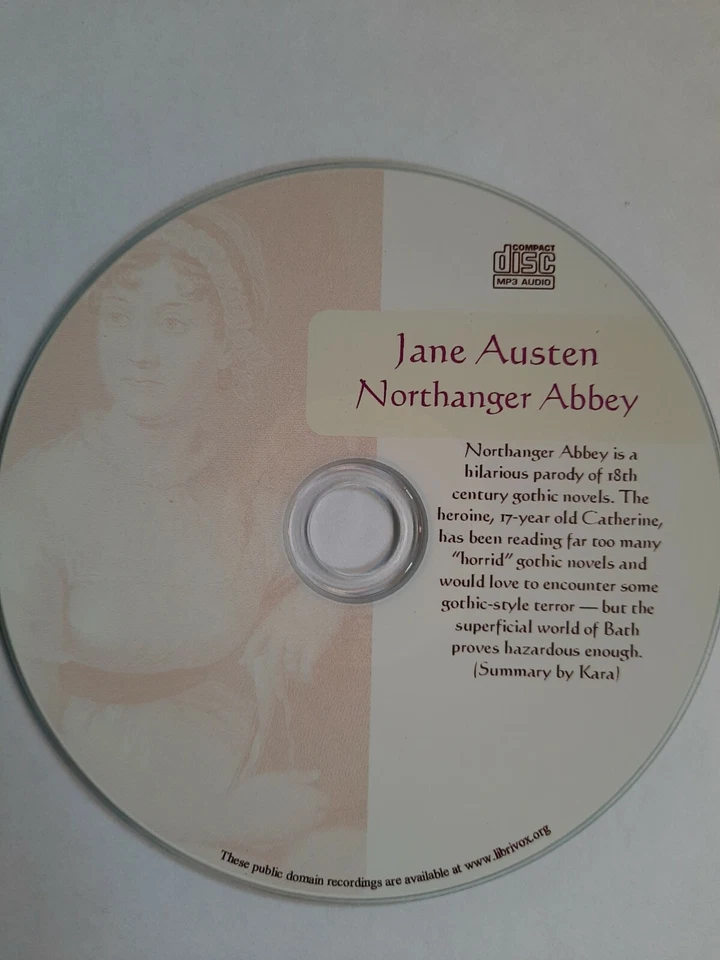 COMPACT
disc
MP3 AUDIO
Jane Austen
Northanger Abbey
Northanger Abbey is a
hilarious parody of 18th
century gothic novels. The
heroine, 17-year old Catherine,
has been reading far too many
"horrid" gothic novels and
would love to encounter some
gothic-style terror — but the
superficial world of Bath
proves hazardous enough.
(Summary by Kara)
These public domain recordings are available at www.librivox.org